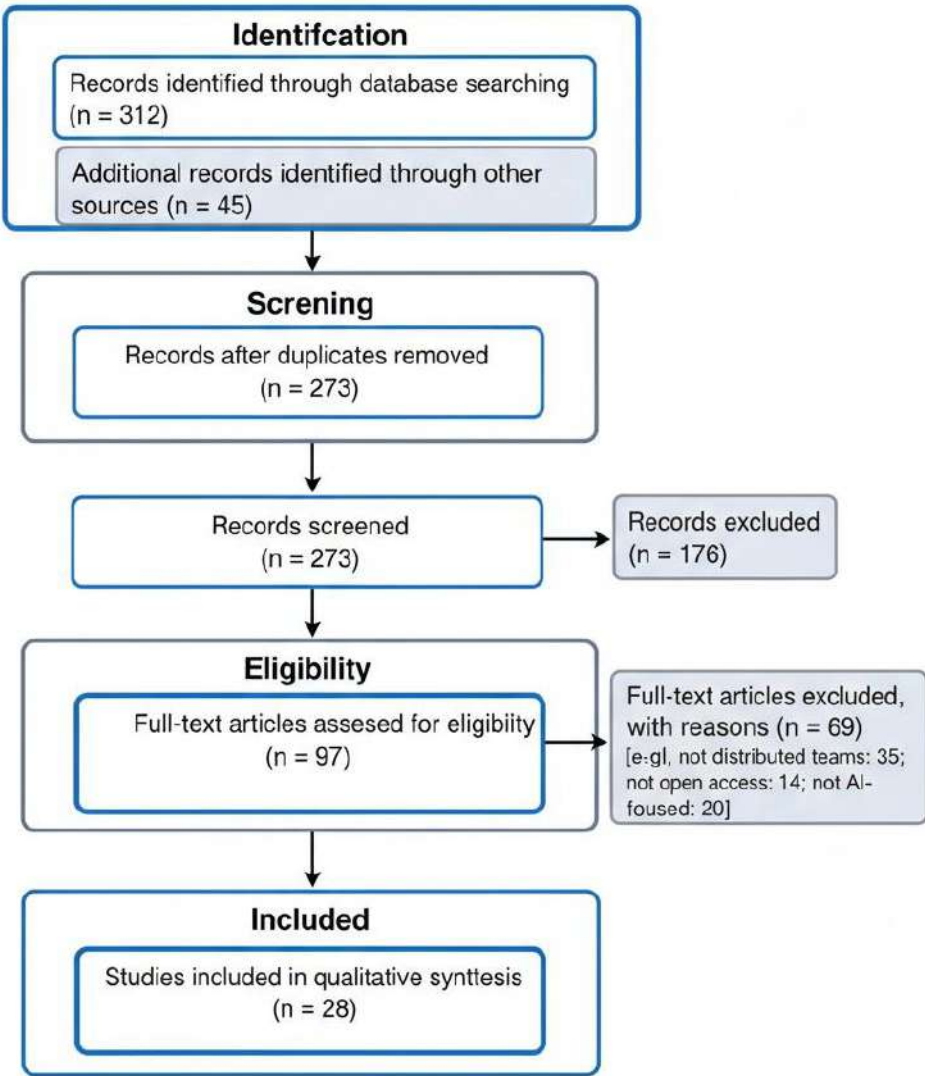 Identifcation
Records identified through database searching
(n = 312)
Additional records identified through other
sources (n = 45)
Screning
Records after duplicates removed
(n = 273)
Records screened
(n = 273)
Records excluded
(n = 176)
Eligibility
Full-text articles assesed for eligibiity
(n = 97)
Full-text articles excluded,
with reasons (n = 69)
[e.gl, not distributed teams: 35;
not open access: 14; not AI-
foused: 20]
Included
Studies included in qualitative synttesis
(n = 28)